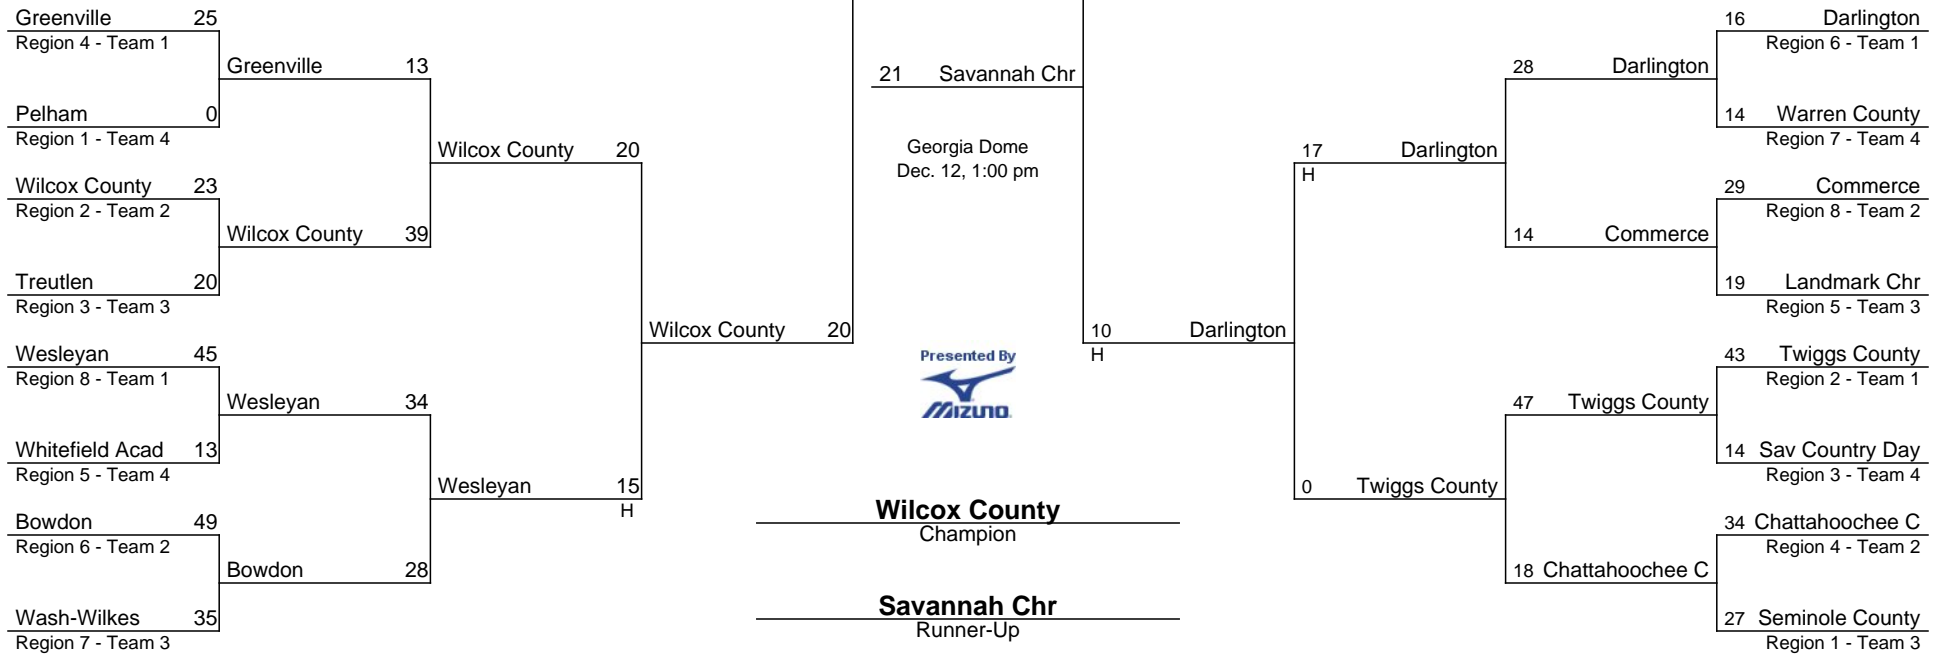 Greenville 25
Region 4 - Team 1
Greenville 13
Pelham 0
Region 1 - Team 4
Wilcox County 20
Wilcox County 23
Region 2 - Team 2
Wilcox County 39
Treutlen 20
Region 3 - Team 3
Wilcox County 20
Wesleyan 45
Region 8 - Team 1
Wesleyan 34
Whitefield Acad 13
Region 5 - Team 4
Wesleyan 15
H
Bowdon 49
Region 6 - Team 2
Bowdon 28
Wash-Wilkes 35
Region 7 - Team 3
21 Savannah Chr
Georgia Dome
Dec. 12, 1:00 pm
Presented By
MIZUNO
Wilcox County
Champion
Savannah Chr
Runner-Up
16 Darlington
Region 6 - Team 1
28 Darlington
14 Warren County
Region 7 - Team 4
17 Darlington
H
29 Commerce
Region 8 - Team 2
14 Commerce
19 Landmark Chr
Region 5 - Team 3
10 Darlington
H
43 Twiggs County
Region 2 - Team 1
47 Twiggs County
14 Sav Country Day
Region 3 - Team 4
0 Twiggs County
34 Chattahoochee C
Region 4 - Team 2
18 Chattahoochee C
27 Seminole County
Region 1 - Team 3